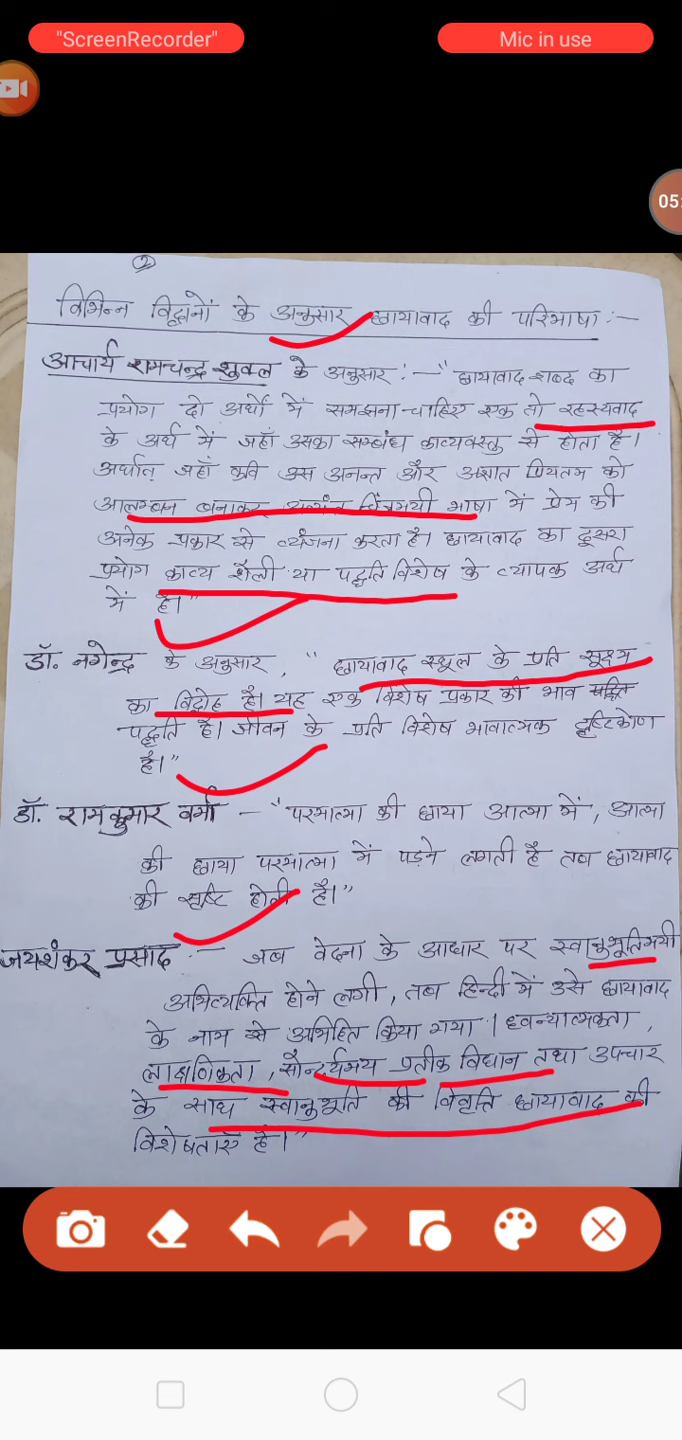 "ScreenRecorder"
Mic in use
05:
2
विभिन्न विद्वानों के अनुसार छायावाद की परिभाषा :—
आचार्य रामचन्द्र शुक्ल के अनुसार :— "छायावाद शब्द का
प्रयोग दो अर्थों में समझना चाहिए एक तो रहस्यवाद
के अर्थ में जहाँ उसका सम्बंध काव्यवस्तु से होता है।
अर्थात् जहाँ कवि उस अनन्त और अज्ञात प्रियतम को
आलम्बन बनाकर अत्यंत चित्रमयी भाषा में प्रेम की
अनेक प्रकार से व्यंजना करता है। छायावाद का दूसरा
प्रयोग काव्य शैली या पद्धति विशेष के व्यापक अर्थ
में है।"
डॉ. नगेन्द्र के अनुसार, "छायावाद स्थूल के प्रति सूक्ष्म
का विद्रोह है। यह एक विशेष प्रकार की भाव
पद्धति है। जीवन के प्रति विशेष भावात्मक दृष्टिकोण
है।"
डॉ. रामकुमार वर्मा — "परमात्मा की छाया आत्मा में, आत्मा
की छाया परमात्मा में पड़ने लगती है तब छायावाद
की सृष्टि होती है।"
जयशंकर प्रसाद :— जब वेदना के आधार पर स्वानुभूतिमयी
अभिव्यक्ति होने लगी, तब हिन्दी में उसे छायावाद
के नाम से अभिहित किया गया। ध्वन्यात्मकता,
लाक्षणिकता, सौन्दर्यमय प्रतीक विधान तथा उपचार
के साथ स्वानुभूति की विवृत्ति छायावाद की
विशेषताएँ हैं।"